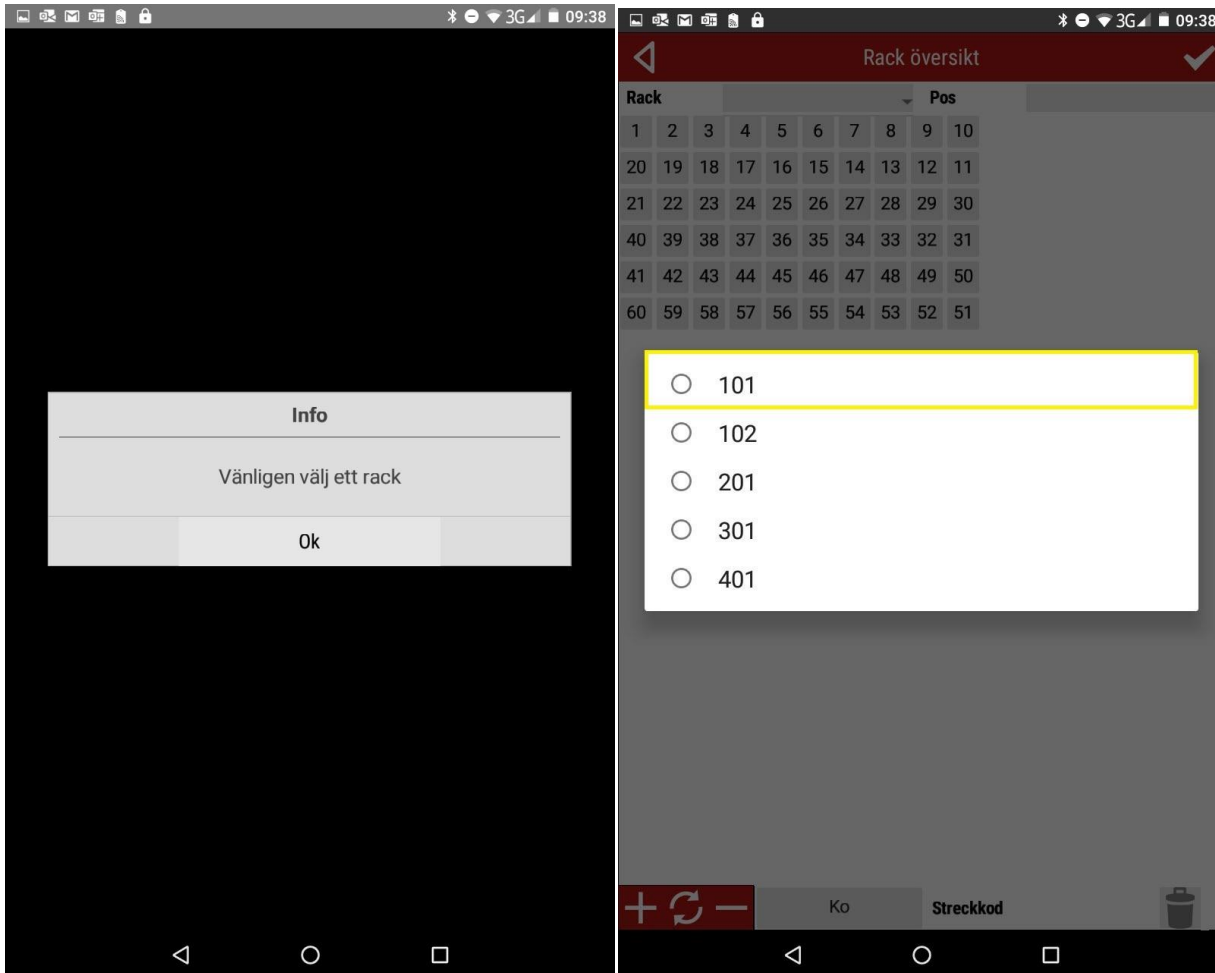 3G 09:38
Info
Vänligen välj ett rack
Ok
3G 09:38
Rack översikt
Rack Pos
1 2 3 4 5 6 7 8 9 10
20 19 18 17 16 15 14 13 12 11
21 22 23 24 25 26 27 28 29 30
40 39 38 37 36 35 34 33 32 31
41 42 43 44 45 46 47 48 49 50
60 59 58 57 56 55 54 53 52 51
101
102
201
301
401
Ko Streckkod